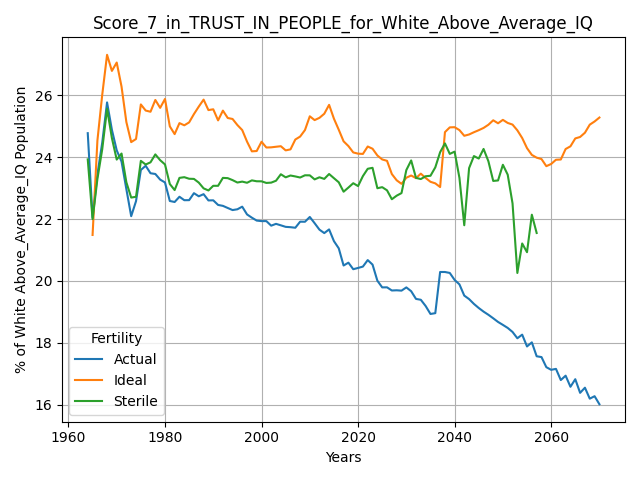 Score_7_in_TRUST_IN_PEOPLE_for_White_Above_Average_IQ
% of White Above_Average_IQ Population
26
24
22
20
18
16
Fertility
Actual
Ideal
Sterile
1960 1980 2000 2020 2040 2060
Years